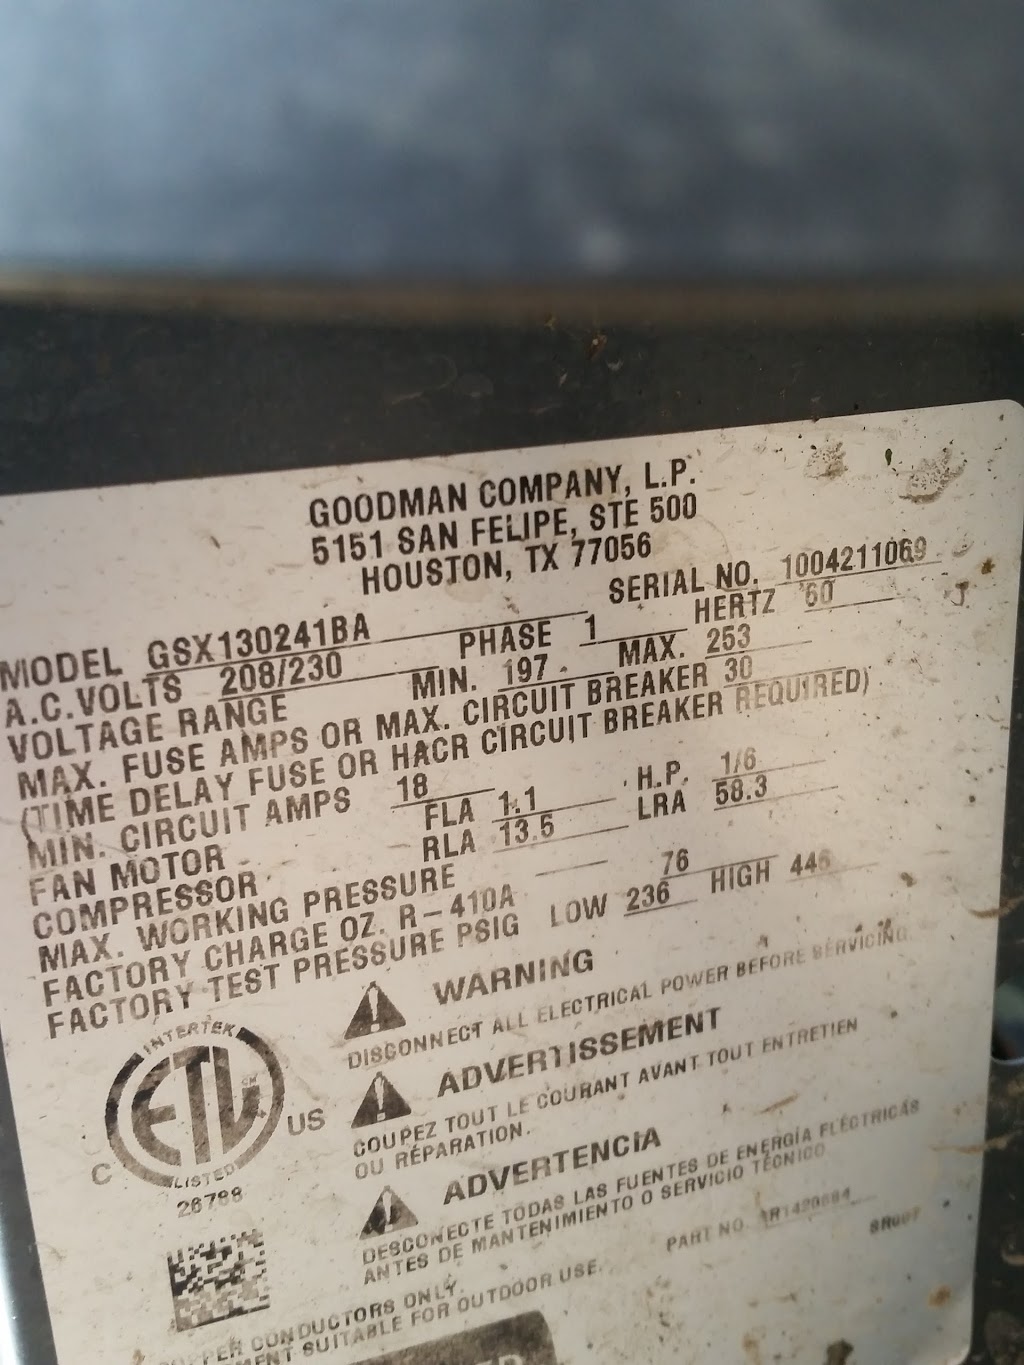 GOODMAN COMPANY, L.P.
5151 SAN FELIPE, STE 500
HOUSTON, TX 77056
SERIAL NO. 1004211069
MODEL GSX130241BA
PHASE 1
HERTZ 60
A.C.VOLTS 208/230
VOLTAGE RANGE MIN. 197 MAX. 253
MAX. FUSE AMPS OR MAX. CIRCUIT BREAKER 30
(TIME DELAY FUSE OR HACR CIRCUIT BREAKER REQUIRED)
MIN. CIRCUIT AMPS 18
FAN MOTOR FLA 1.1 H.P. 1/6
COMPRESSOR RLA 13.5 LRA 58.3
MAX. WORKING PRESSURE
FACTORY CHARGE OZ. R-410A 76
FACTORY TEST PRESSURE PSIG LOW 236 HIGH 446
WARNING
DISCONNECT ALL ELECTRICAL POWER BEFORE SERVICING.
ADVERTISSEMENT
COUPEZ TOUT LE COURANT AVANT TOUT ENTRETIEN
OU RÉPARATION.
ADVERTENCIA
DESCONECTE TODAS LAS FUENTES DE ENERGÍA ELÉCTRICAS
ANTES DE MANTENIMIENTO O SERVICIO TÉCNICO
INTERTEK
ETL
CM
C US
LISTED
26788
PART NO.
CONDUCTORS ONLY.
SUITABLE FOR OUTDOOR USE.